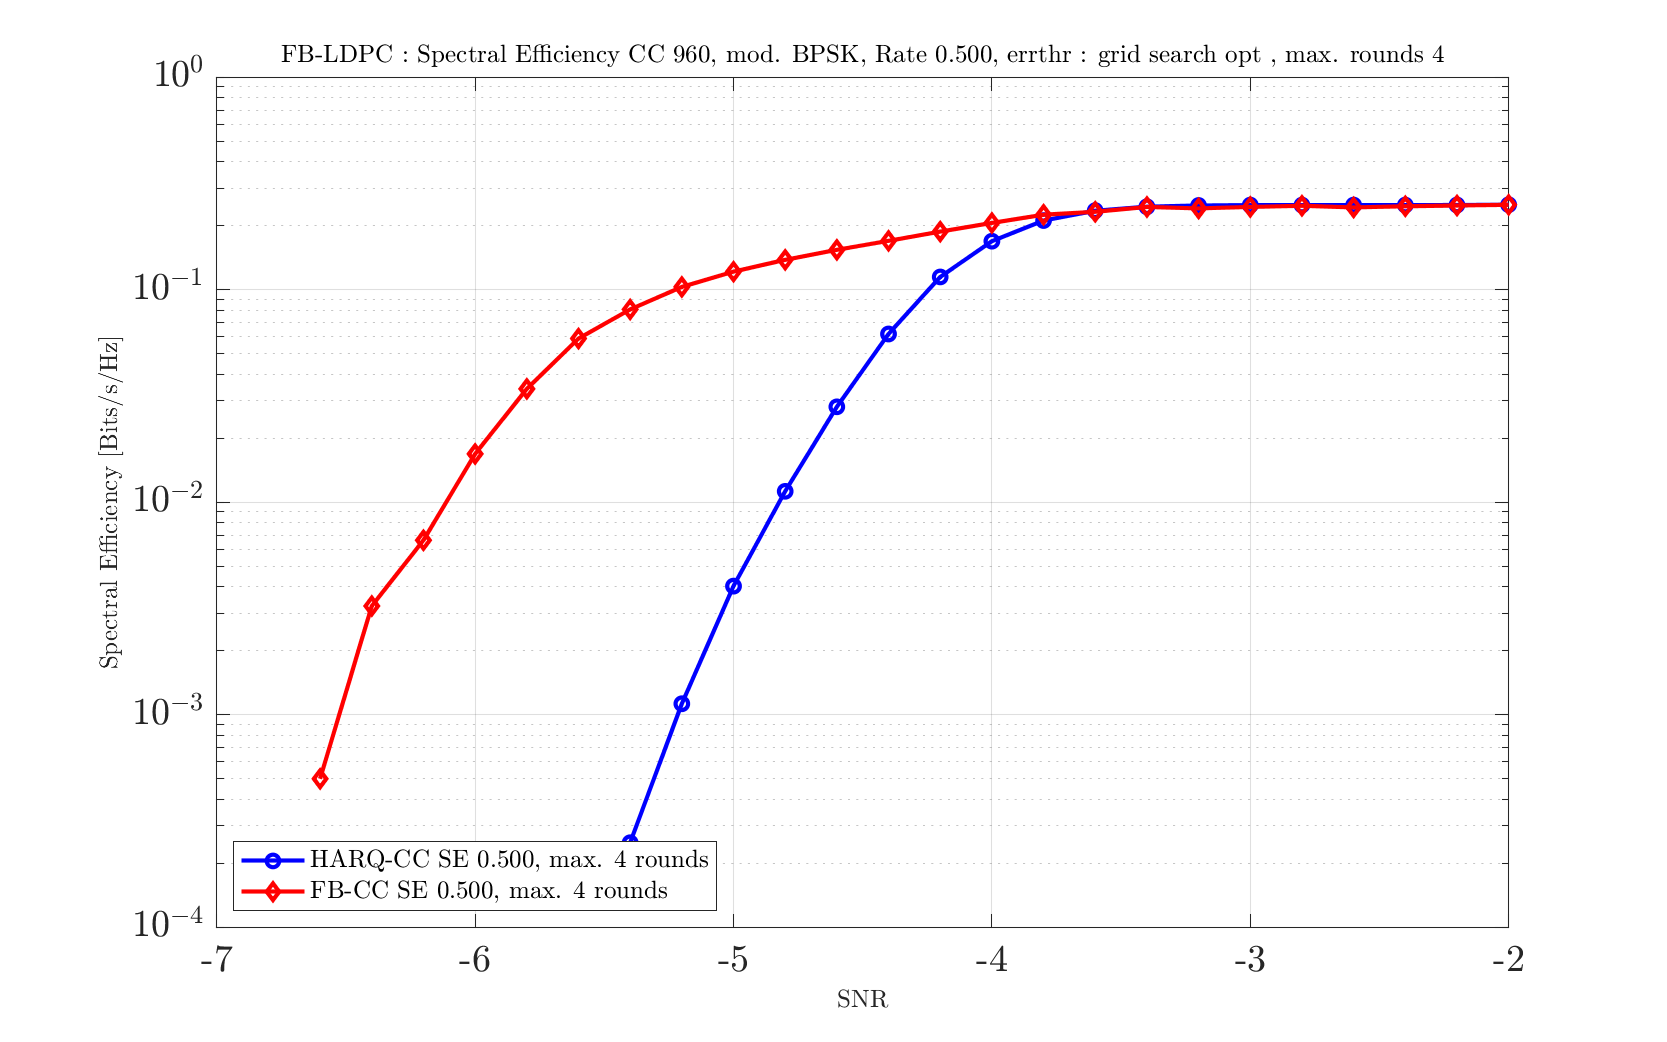 FB-LDPC : Spectral Efficiency CC 960, mod. BPSK, Rate 0.500, errthr : grid search opt , max. rounds 4
10^0
10^-1
10^-2
10^-3
10^-4
Spectral Efficiency [Bits/s/Hz]
HARQ-CC SE 0.500, max. 4 rounds
FB-CC SE 0.500, max. 4 rounds
-7 -6 -5 -4 -3 -2
SNR